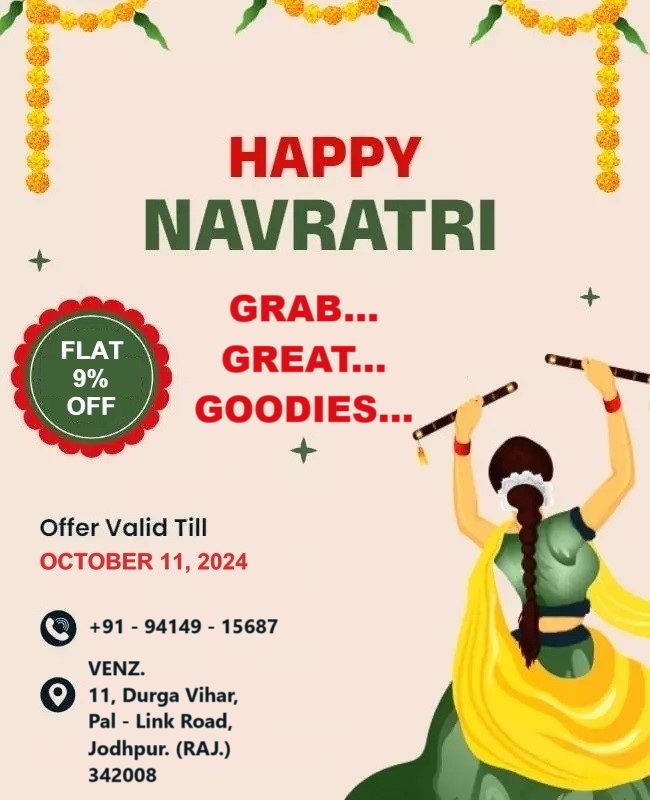 HAPPY
NAVRATRI
GRAB...
GREAT...
GOODIES...
FLAT
9%
OFF
Offer Valid Till
OCTOBER 11, 2024
+91 - 94149 - 15687
VENZ.
11, Durga Vihar,
Pal - Link Road,
Jodhpur. (RAJ.)
342008